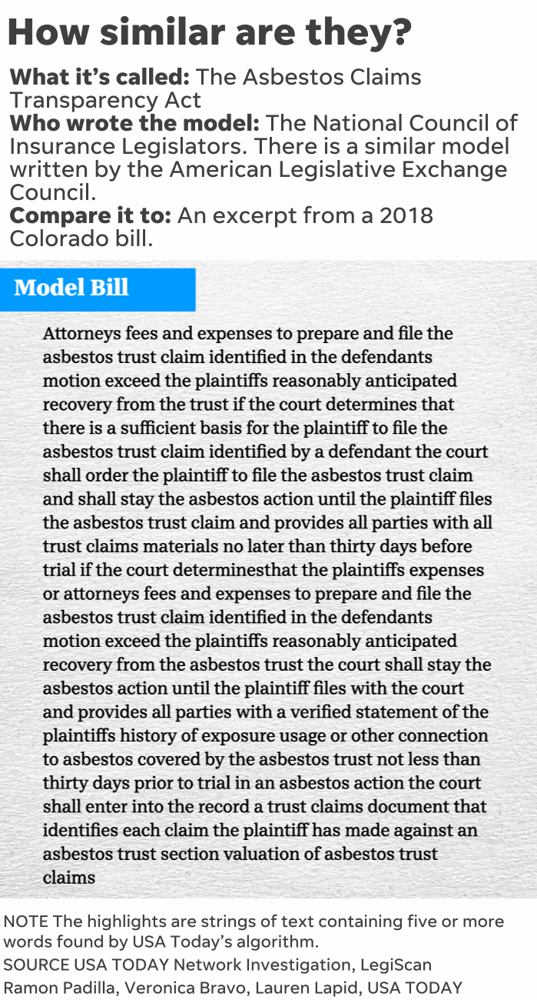 How similar are they?
What it’s called: The Asbestos Claims
Transparency Act
Who wrote the model: The National Council of
Insurance Legislators. There is a similar model
written by the American Legislative Exchange
Council.
Compare it to: An excerpt from a 2018
Colorado bill.
Model Bill
Attorneys fees and expenses to prepare and file the
asbestos trust claim identified in the defendants
motion exceed the plaintiffs reasonably anticipated
recovery from the trust if the court determines that
there is a sufficient basis for the plaintiff to file the
asbestos trust claim identified by a defendant the court
shall order the plaintiff to file the asbestos trust claim
and shall stay the asbestos action until the plaintiff files
the asbestos trust claim and provides all parties with all
trust claims materials no later than thirty days before
trial if the court determinesthat the plaintiffs expenses
or attorneys fees and expenses to prepare and file the
asbestos trust claim identified in the defendants
motion exceed the plaintiffs reasonably anticipated
recovery from the asbestos trust the court shall stay the
asbestos action until the plaintiff files with the court
and provides all parties with a verified statement of the
plaintiffs history of exposure usage or other connection
to asbestos covered by the asbestos trust not less than
thirty days prior to trial in an asbestos action the court
shall enter into the record a trust claims document that
identifies each claim the plaintiff has made against an
asbestos trust section valuation of asbestos trust
claims
NOTE The highlights are strings of text containing five or more
words found by USA Today’s algorithm.
SOURCE USA TODAY Network Investigation, LegiScan
Ramon Padilla, Veronica Bravo, Lauren Lapid, USA TODAY